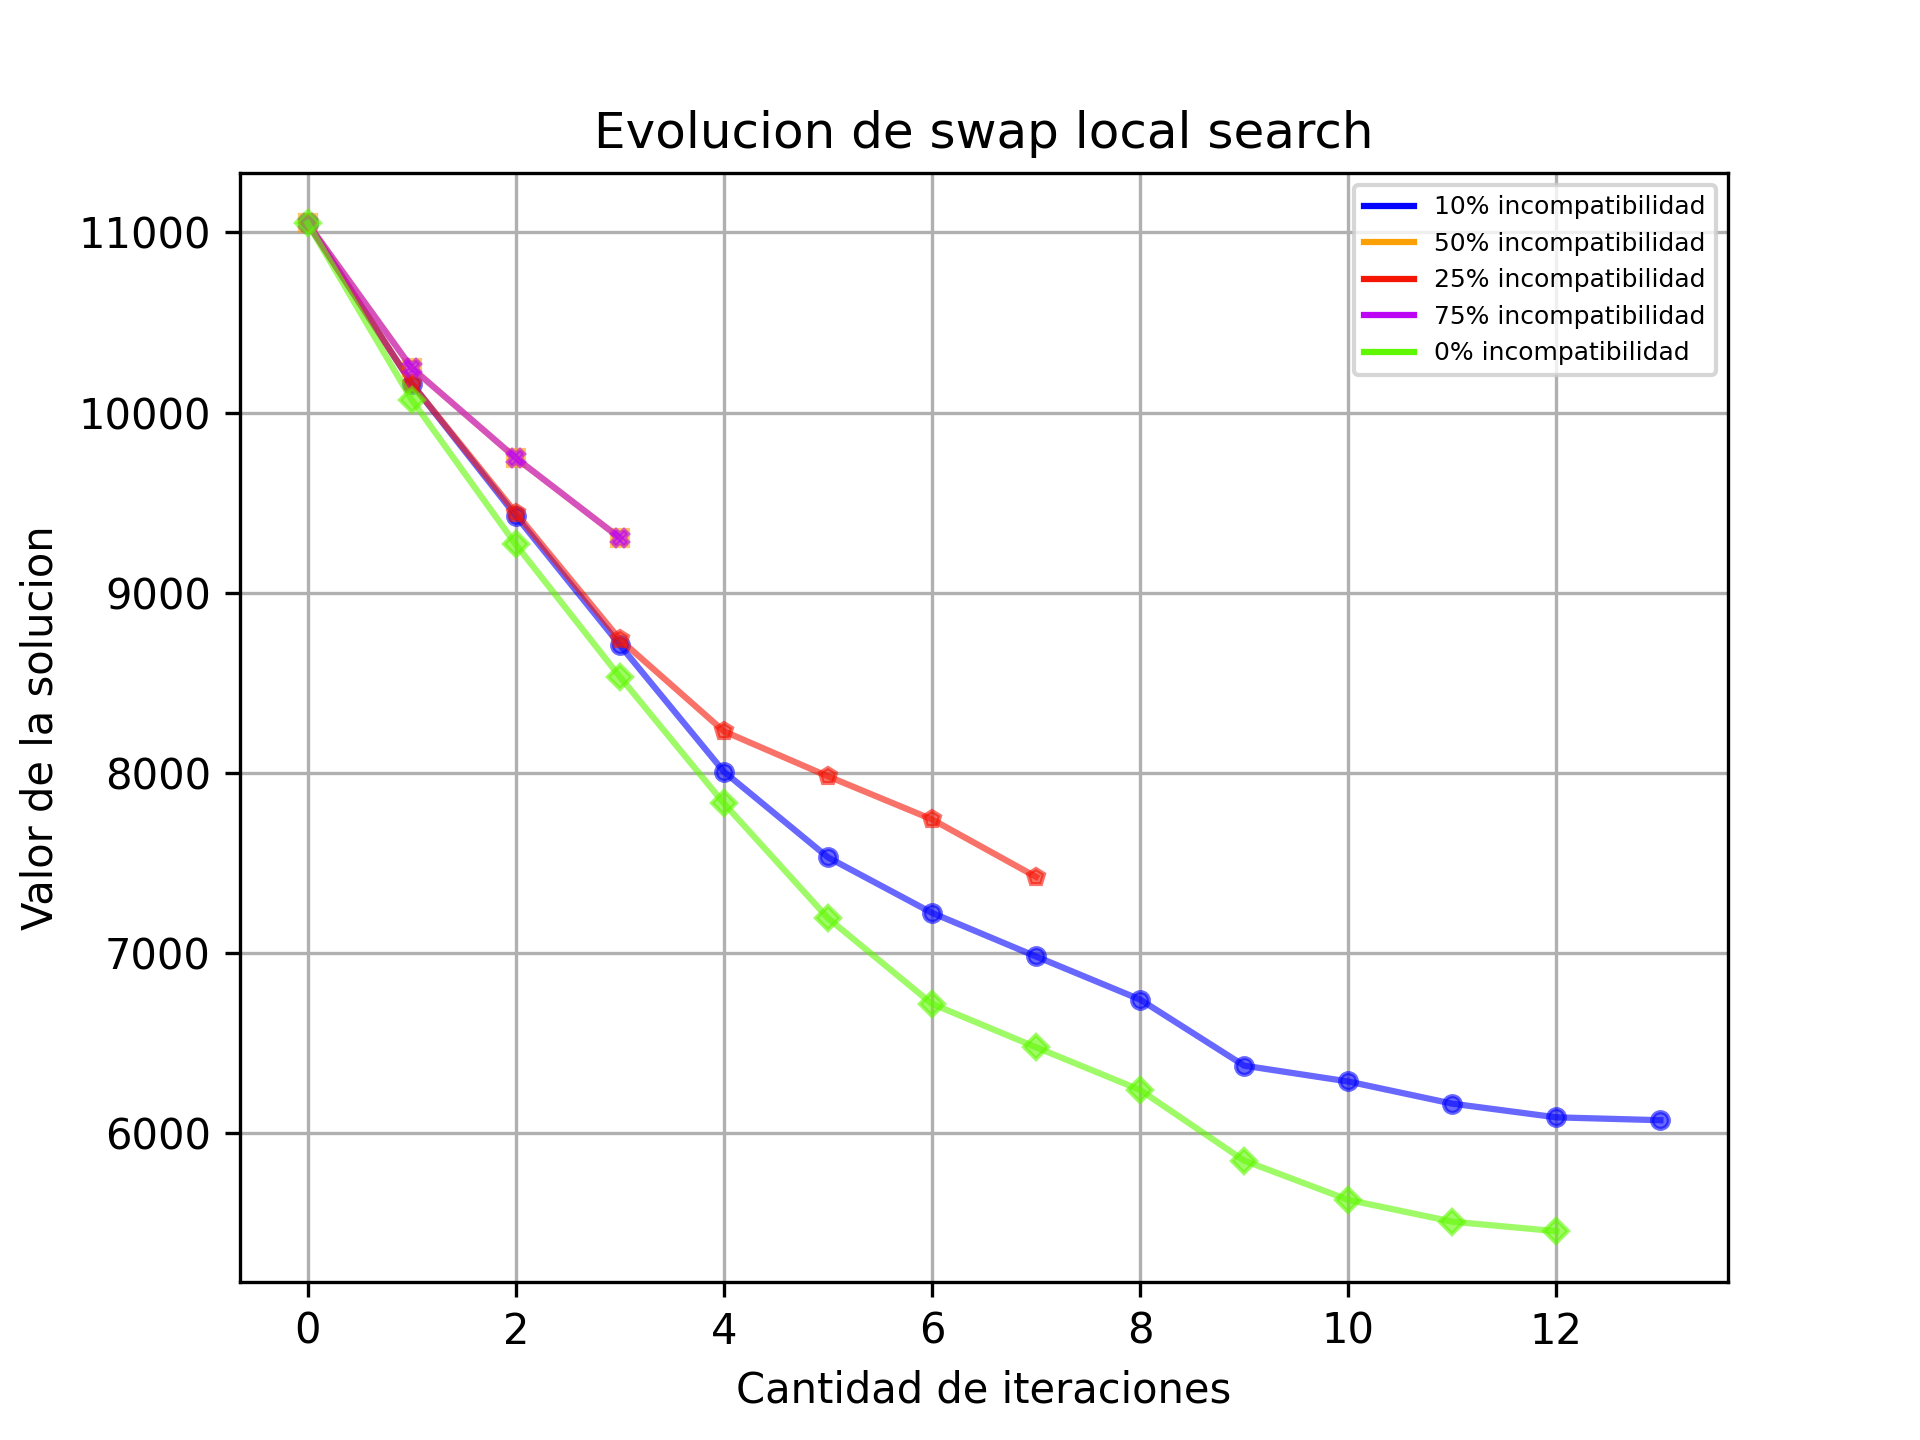 Evolucion de swap local search
10% incompatibilidad
50% incompatibilidad
25% incompatibilidad
75% incompatibilidad
0% incompatibilidad
Valor de la solucion
11000
10000
9000
8000
7000
6000
0 2 4 6 8 10 12
Cantidad de iteraciones